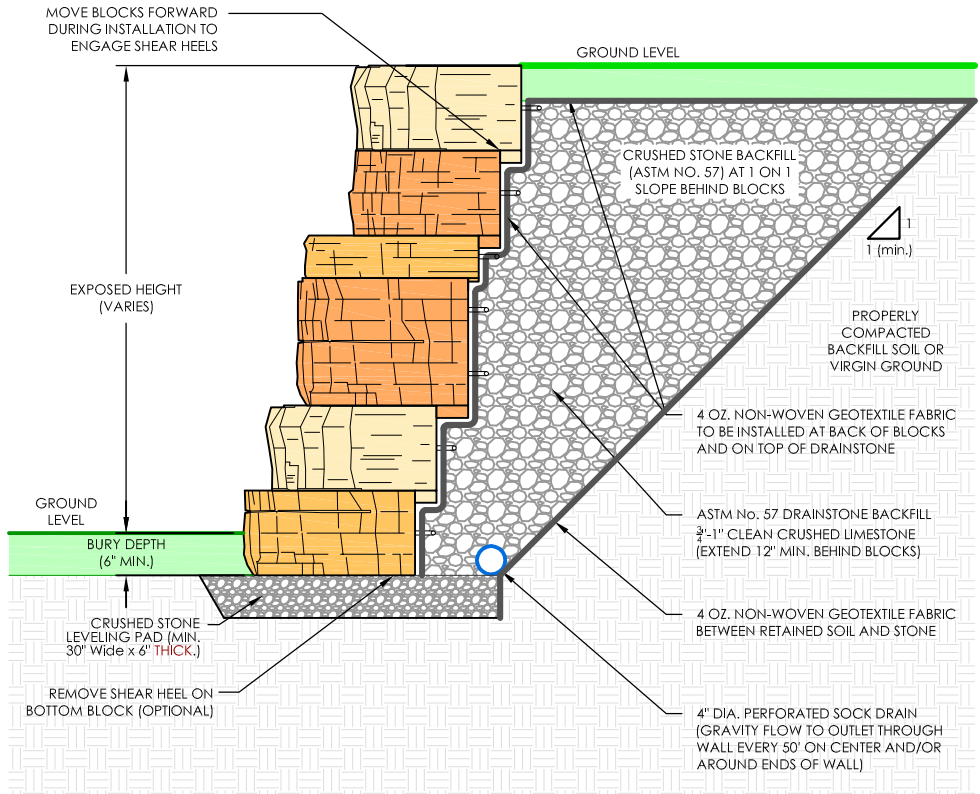 MOVE BLOCKS FORWARD
DURING INSTALLATION TO
ENGAGE SHEAR HEELS
GROUND LEVEL
CRUSHED STONE BACKFILL
(ASTM NO. 57) AT 1 ON 1
SLOPE BEHIND BLOCKS
1
1 (min.)
EXPOSED HEIGHT
(VARIES)
PROPERLY
COMPACTED
BACKFILL SOIL OR
VIRGIN GROUND
4 OZ. NON-WOVEN GEOTEXTILE FABRIC
TO BE INSTALLED AT BACK OF BLOCKS
AND ON TOP OF DRAINSTONE
GROUND
LEVEL
BURY DEPTH
(6" MIN.)
ASTM No. 57 DRAINSTONE BACKFILL
3/4"-1" CLEAN CRUSHED LIMESTONE
(EXTEND 12" MIN. BEHIND BLOCKS)
CRUSHED STONE
LEVELING PAD (MIN.
30" Wide x 6" THICK.)
4 OZ. NON-WOVEN GEOTEXTILE FABRIC
BETWEEN RETAINED SOIL AND STONE
REMOVE SHEAR HEEL ON
BOTTOM BLOCK (OPTIONAL)
4" DIA. PERFORATED SOCK DRAIN
(GRAVITY FLOW TO OUTLET THROUGH
WALL EVERY 50' ON CENTER AND/OR
AROUND ENDS OF WALL)